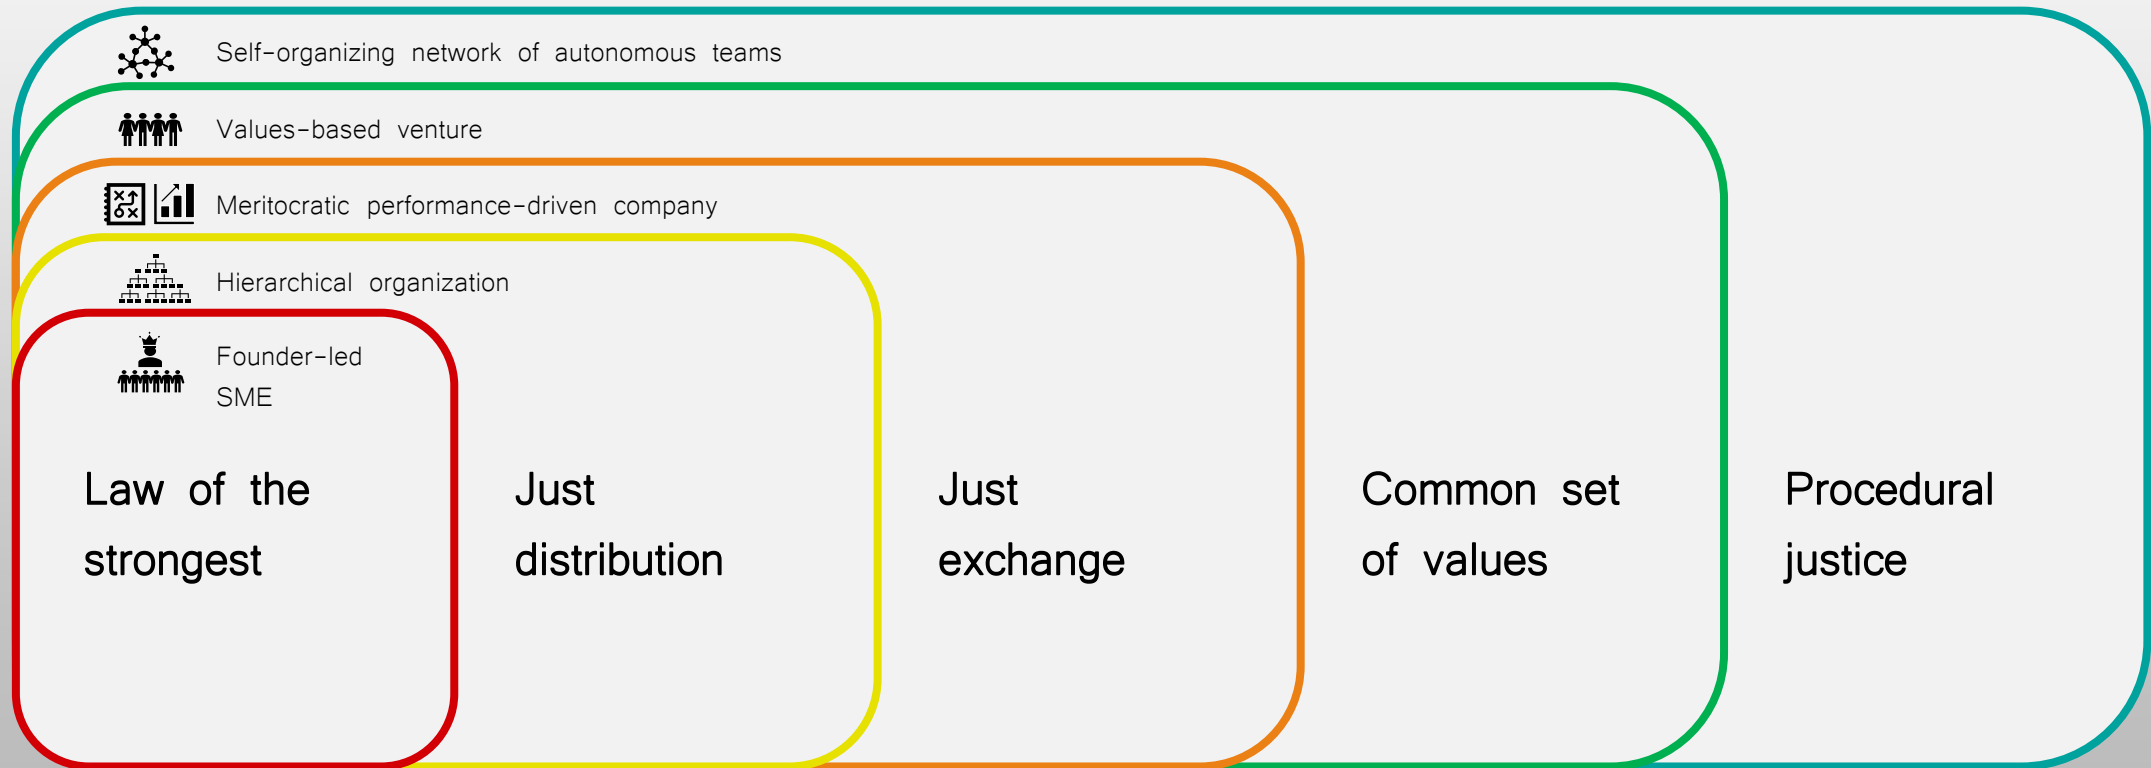 Self-organizing network of autonomous teams
Values-based venture
Meritocratic performance-driven company
Hierarchical organization
Founder-led
SME
Law of the
strongest
Just
distribution
Just
exchange
Common set
of values
Procedural
justice